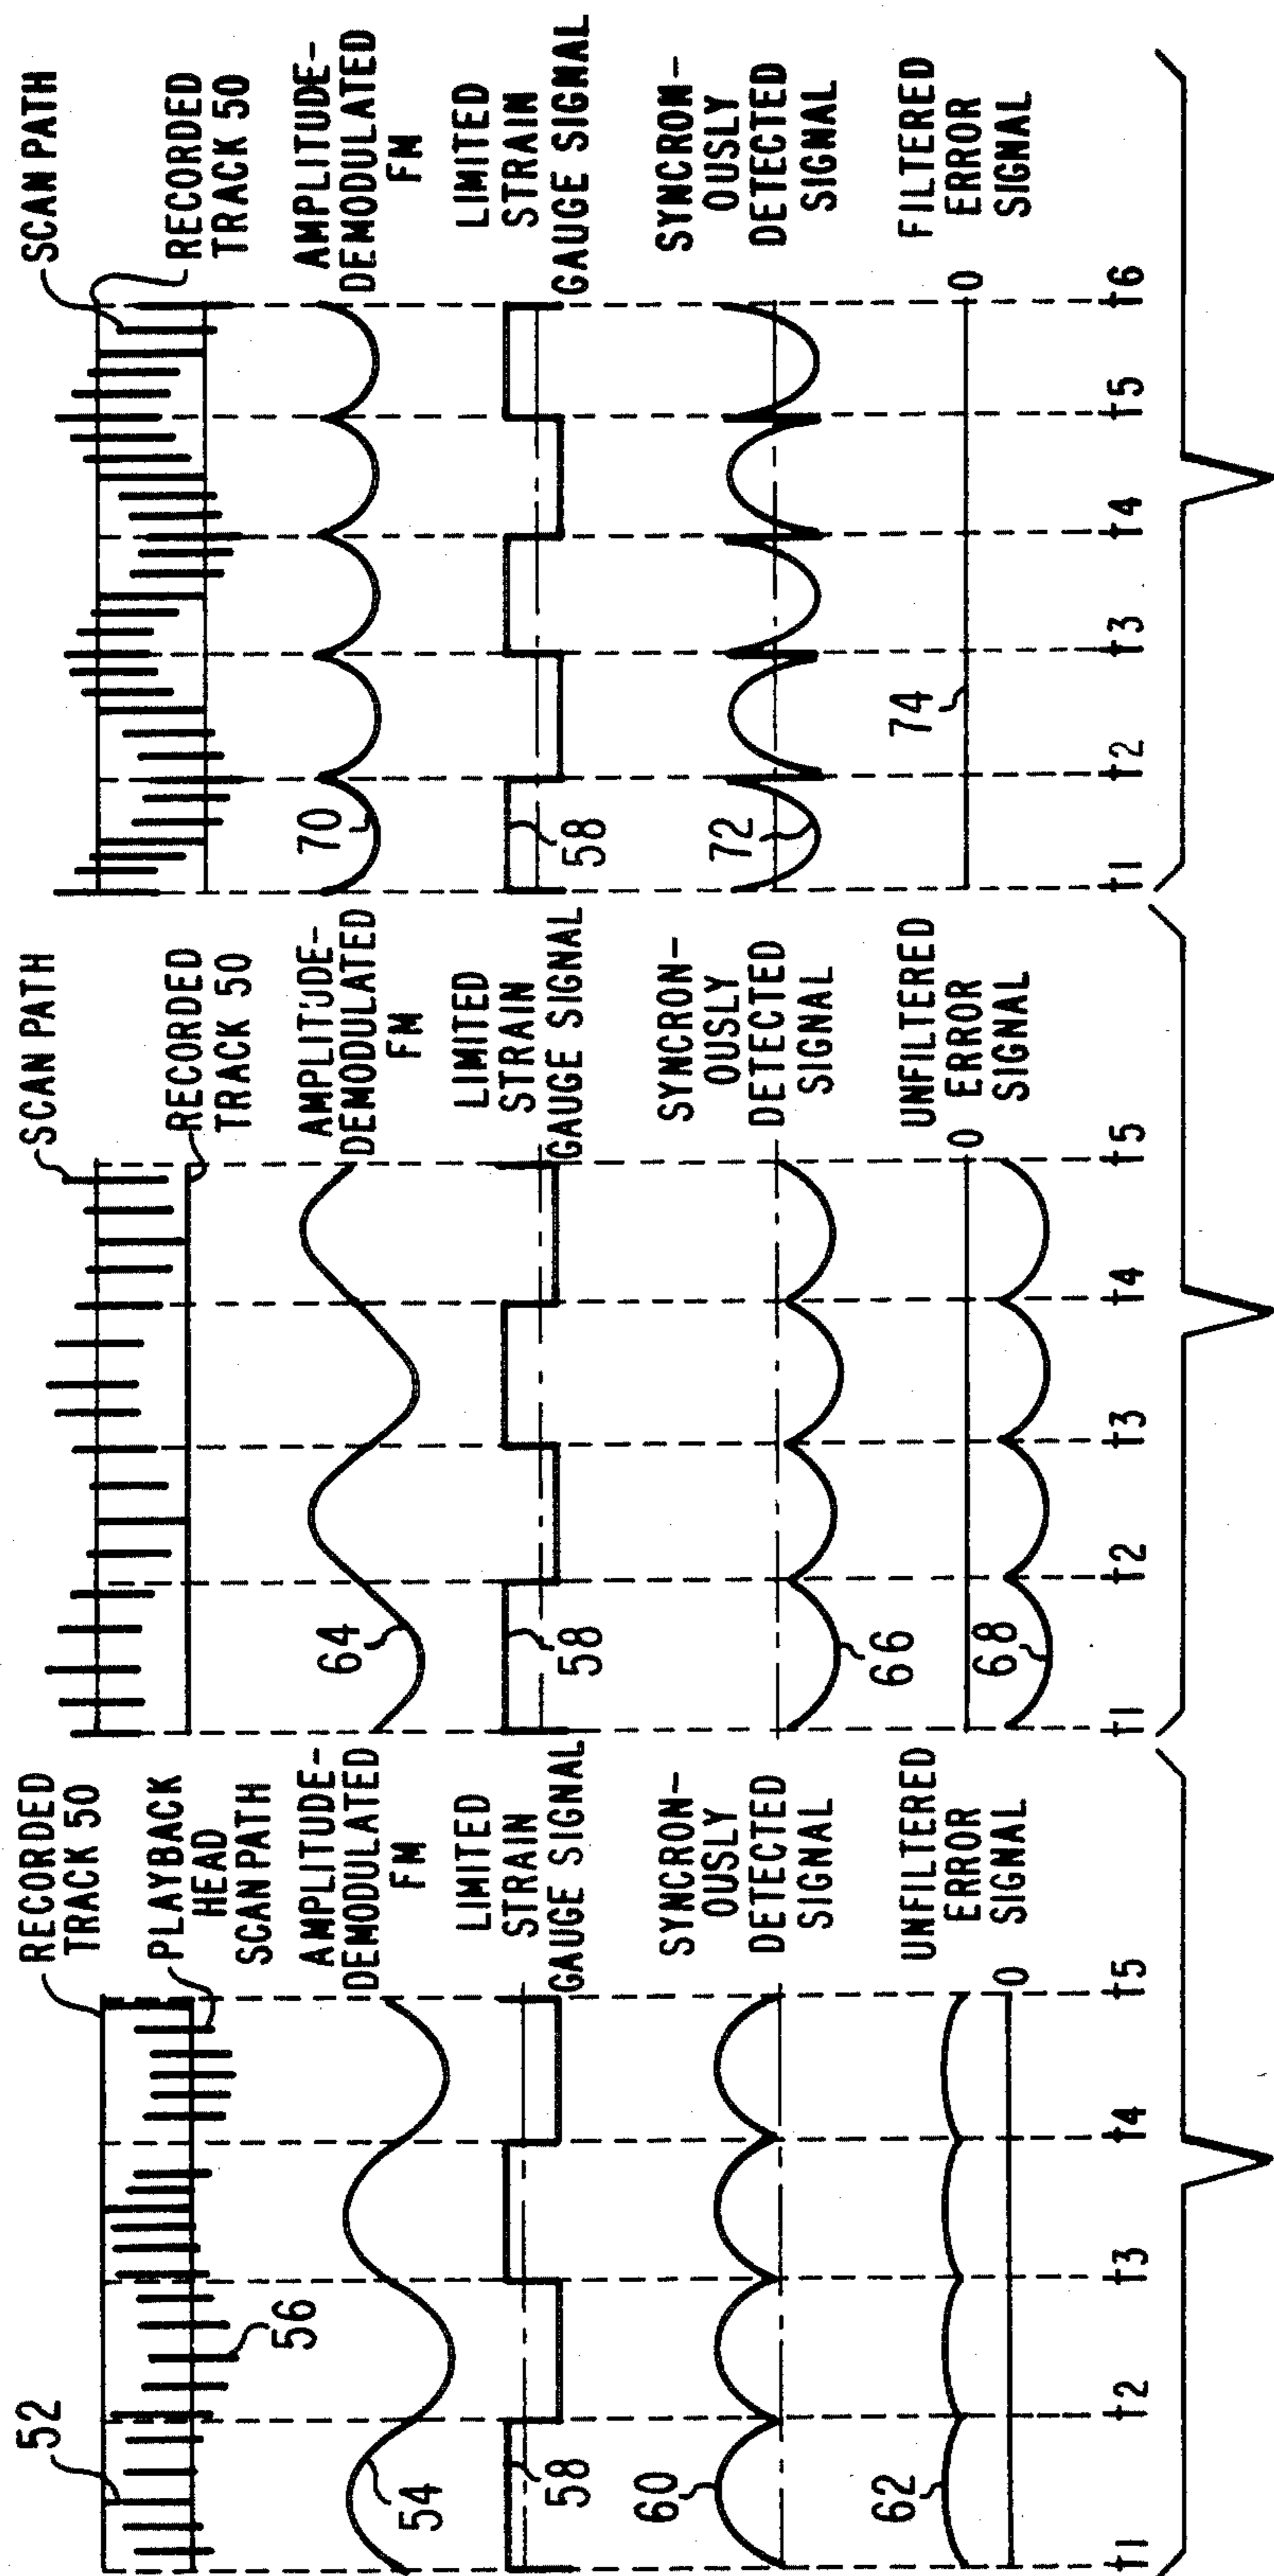 RECORDED
TRACK 50
PLAYBACK
HEAD
SCAN PATH
52
56
AMPLITUDE-
DEMODULATED
FM
54
LIMITED
STRAIN
GAUGE SIGNAL
58
SYNCRON-
OUSLY
DETECTED
SIGNAL
60
UNFILTERED
ERROR
SIGNAL
62
0
t1 t2 t3 t4 t5
SCAN PATH
RECORDED
TRACK 50
AMPLITUDE-
DEMODULATED
FM
64
LIMITED
STRAIN
GAUGE SIGNAL
58
SYNCRON-
OUSLY
DETECTED
SIGNAL
66
UNFILTERED
0 ERROR
SIGNAL
68
t1 t2 t3 t4 t5
SCAN PATH
RECORDED
TRACK 50
AMPLITUDE-
DEMODULATED
FM
70
LIMITED
STRAIN
GAUGE SIGNAL
58
SYNCRON-
OUSLY
DETECTED
SIGNAL
72
FILTERED
ERROR
SIGNAL
74
0
t1 t2 t3 t4 t5 t6